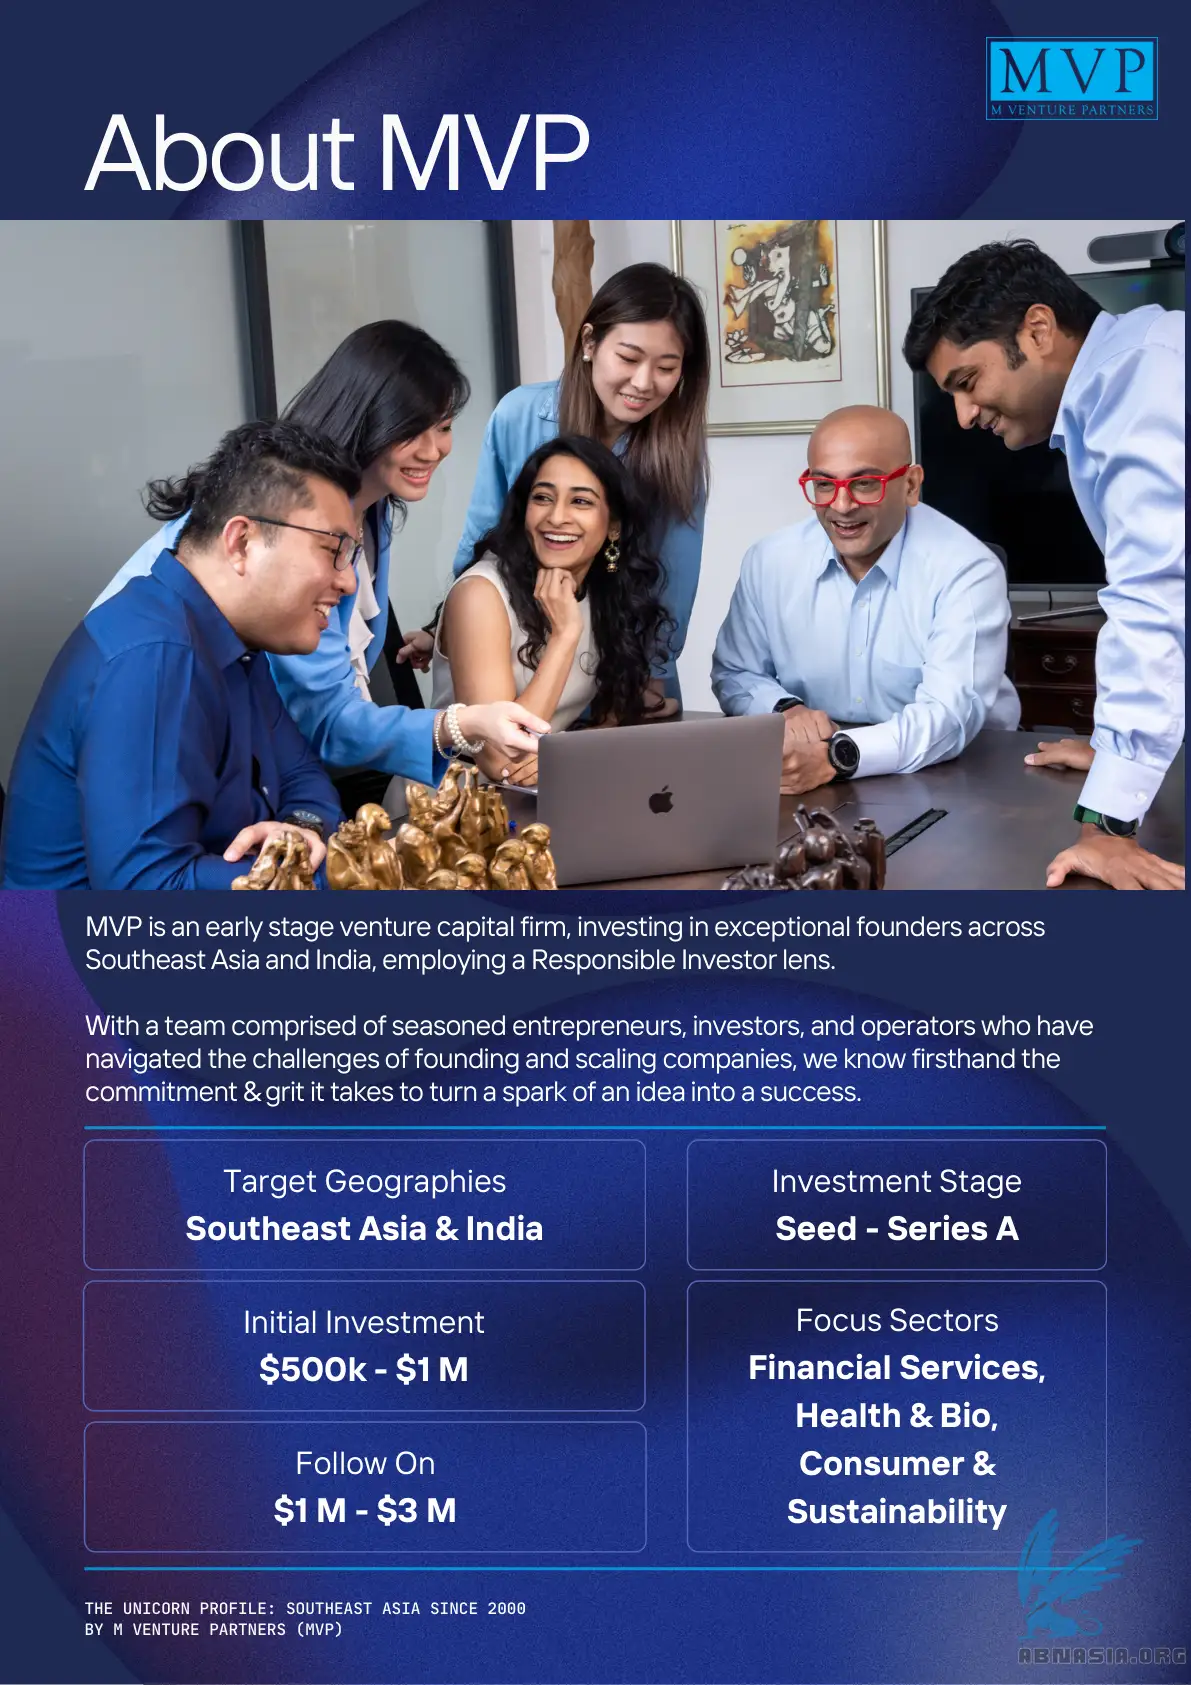 MVP
M VENTURE PARTNERS
About MVP
MVP is an early stage venture capital firm, investing in exceptional founders across
Southeast Asia and India, employing a Responsible Investor lens.
With a team comprised of seasoned entrepreneurs, investors, and operators who have
navigated the challenges of founding and scaling companies, we know firsthand the
commitment & grit it takes to turn a spark of an idea into a success.
Target Geographies
Southeast Asia & India
Investment Stage
Seed - Series A
Initial Investment
$500k - $1 M
Follow On
$1 M - $3 M
Focus Sectors
Financial Services,
Health & Bio,
Consumer &
Sustainability
THE UNICORN PROFILE: SOUTHEAST ASIA SINCE 2000
BY M VENTURE PARTNERS (MVP)
ABNASIA.ORG